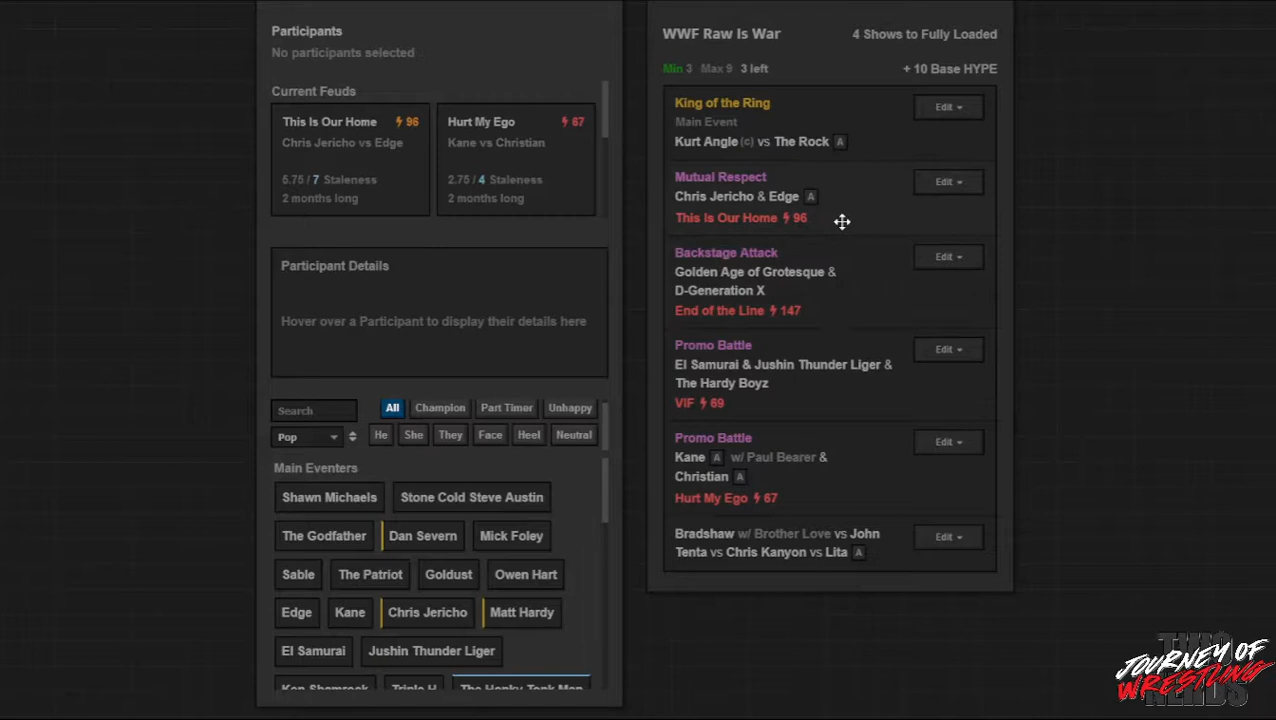 Participants
No participants selected
Current Feuds
This Is Our Home 96
Chris Jericho vs Edge
5.75 / 7 Staleness
2 months long
Hurt My Ego 67
Kane vs Christian
2.75 / 4 Staleness
2 months long
Participant Details
Hover over a Participant to display their details here
Search
All Champion Part Timer Unhappy
Pop
He She They Face Heel Neutral
Main Eventers
Shawn Michaels Stone Cold Steve Austin
The Godfather Dan Severn Mick Foley
Sable The Patriot Goldust Owen Hart
Edge Kane Chris Jericho Matt Hardy
El Samurai Jushin Thunder Liger
Ken Shamrock Triple H The Honky Tonk Man
WWF Raw Is War 4 Shows to Fully Loaded
Min 3 Max 9 3 left + 10 Base HYPE
King of the Ring Edit
Main Event
Kurt Angle (c) vs The Rock A
Mutual Respect Edit
Chris Jericho & Edge A
This Is Our Home 96
Backstage Attack Edit
Golden Age of Grotesque &
D-Generation X
End of the Line 147
Promo Battle Edit
El Samurai & Jushin Thunder Liger &
The Hardy Boyz
VIF 69
Promo Battle Edit
Kane A w/ Paul Bearer &
Christian A
Hurt My Ego 67
Bradshaw w/ Brother Love vs John Edit
Tenta vs Chris Kanyon vs Lita A
JOURNEY OF
WRESTLING
NERDS